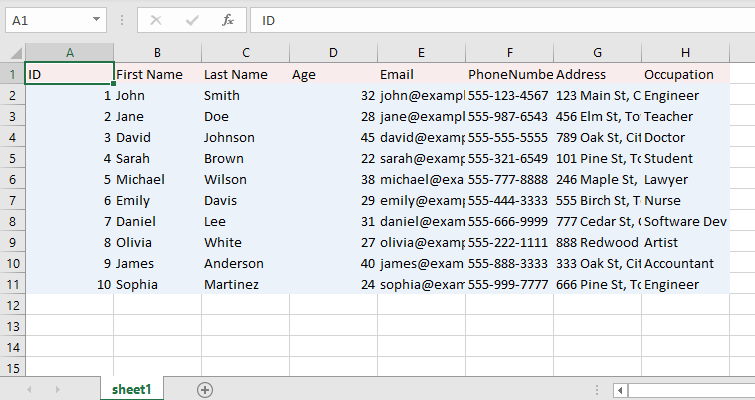 A1 fx ID
A B C D E F G H
1 ID First Name Last Name Age Email PhoneNumbe Address Occupation
2 1 John Smith 32 john@exampl 555-123-4567 123 Main St, C Engineer
3 2 Jane Doe 28 jane@exampl 555-987-6543 456 Elm St, To Teacher
4 3 David Johnson 45 david@examp 555-555-5555 789 Oak St, Cit Doctor
5 4 Sarah Brown 22 sarah@examp 555-321-6549 101 Pine St, To Student
6 5 Michael Wilson 38 michael@exa 555-777-8888 246 Maple St, Lawyer
7 6 Emily Davis 29 emily@examp 555-444-3333 555 Birch St, T Nurse
8 7 Daniel Lee 31 daniel@exam 555-666-9999 777 Cedar St, Software Dev
9 8 Olivia White 27 olivia@examp 555-222-1111 888 Redwood Artist
10 9 James Anderson 40 james@exam 555-888-3333 333 Oak St, Cit Accountant
11 10 Sophia Martinez 24 sophia@exam 555-999-7777 666 Pine St, To Engineer
12
13
14
15
sheet1